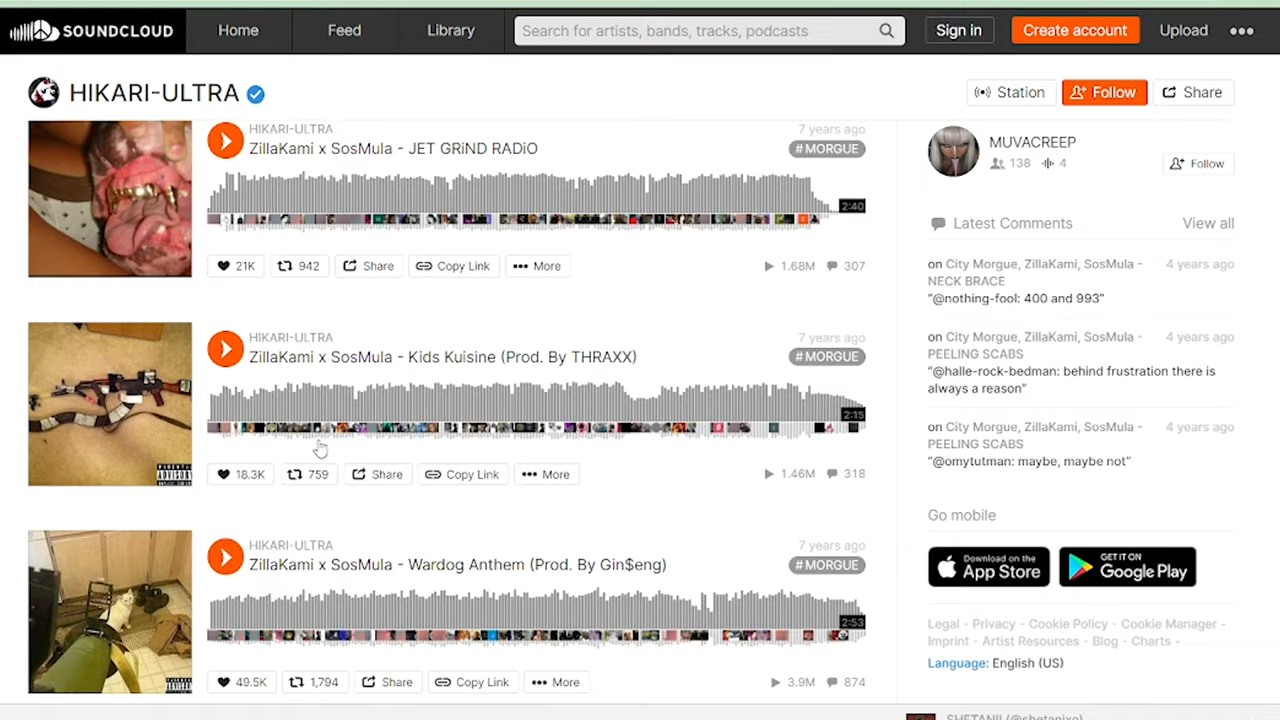 SOUNDCLOUD Home Feed Library Search for artists, bands, tracks, podcasts Sign in Create account Upload
HIKARI-ULTRA Station Follow Share
HIKARI-ULTRA 7 years ago
ZillaKami x SosMula - JET GRiND RADiO #MORGUE
2:40
21K 942 Share Copy Link More 1.68M 307
HIKARI-ULTRA 7 years ago
ZillaKami x SosMula - Kids Kuisine (Prod. By THRAXX) #MORGUE
2:15
ADVISORY
18.3K 759 Share Copy Link More 1.46M 318
HIKARI-ULTRA 7 years ago
ZillaKami x SosMula - Wardog Anthem (Prod. By Gin$eng) #MORGUE
2:53
49.5K 1,794 Share Copy Link More 3.9M 874
MUVACREEP
138 4 Follow
Latest Comments View all
on City Morgue, ZillaKami, SosMula - 4 years ago
NECK BRACE
“@nothing-fool: 400 and 993”
on City Morgue, ZillaKami, SosMula - 4 years ago
PEELING SCABS
“@halle-rock-bedman: behind frustration there is
always a reason”
on City Morgue, ZillaKami, SosMula - 4 years ago
PEELING SCABS
“@omytutman: maybe, maybe not”
Go mobile
Download on the
App Store
GET IT ON
Google Play
Legal - Privacy - Cookie Policy - Cookie Manager -
Imprint - Artist Resources - Blog - Charts -
Language: English (US)